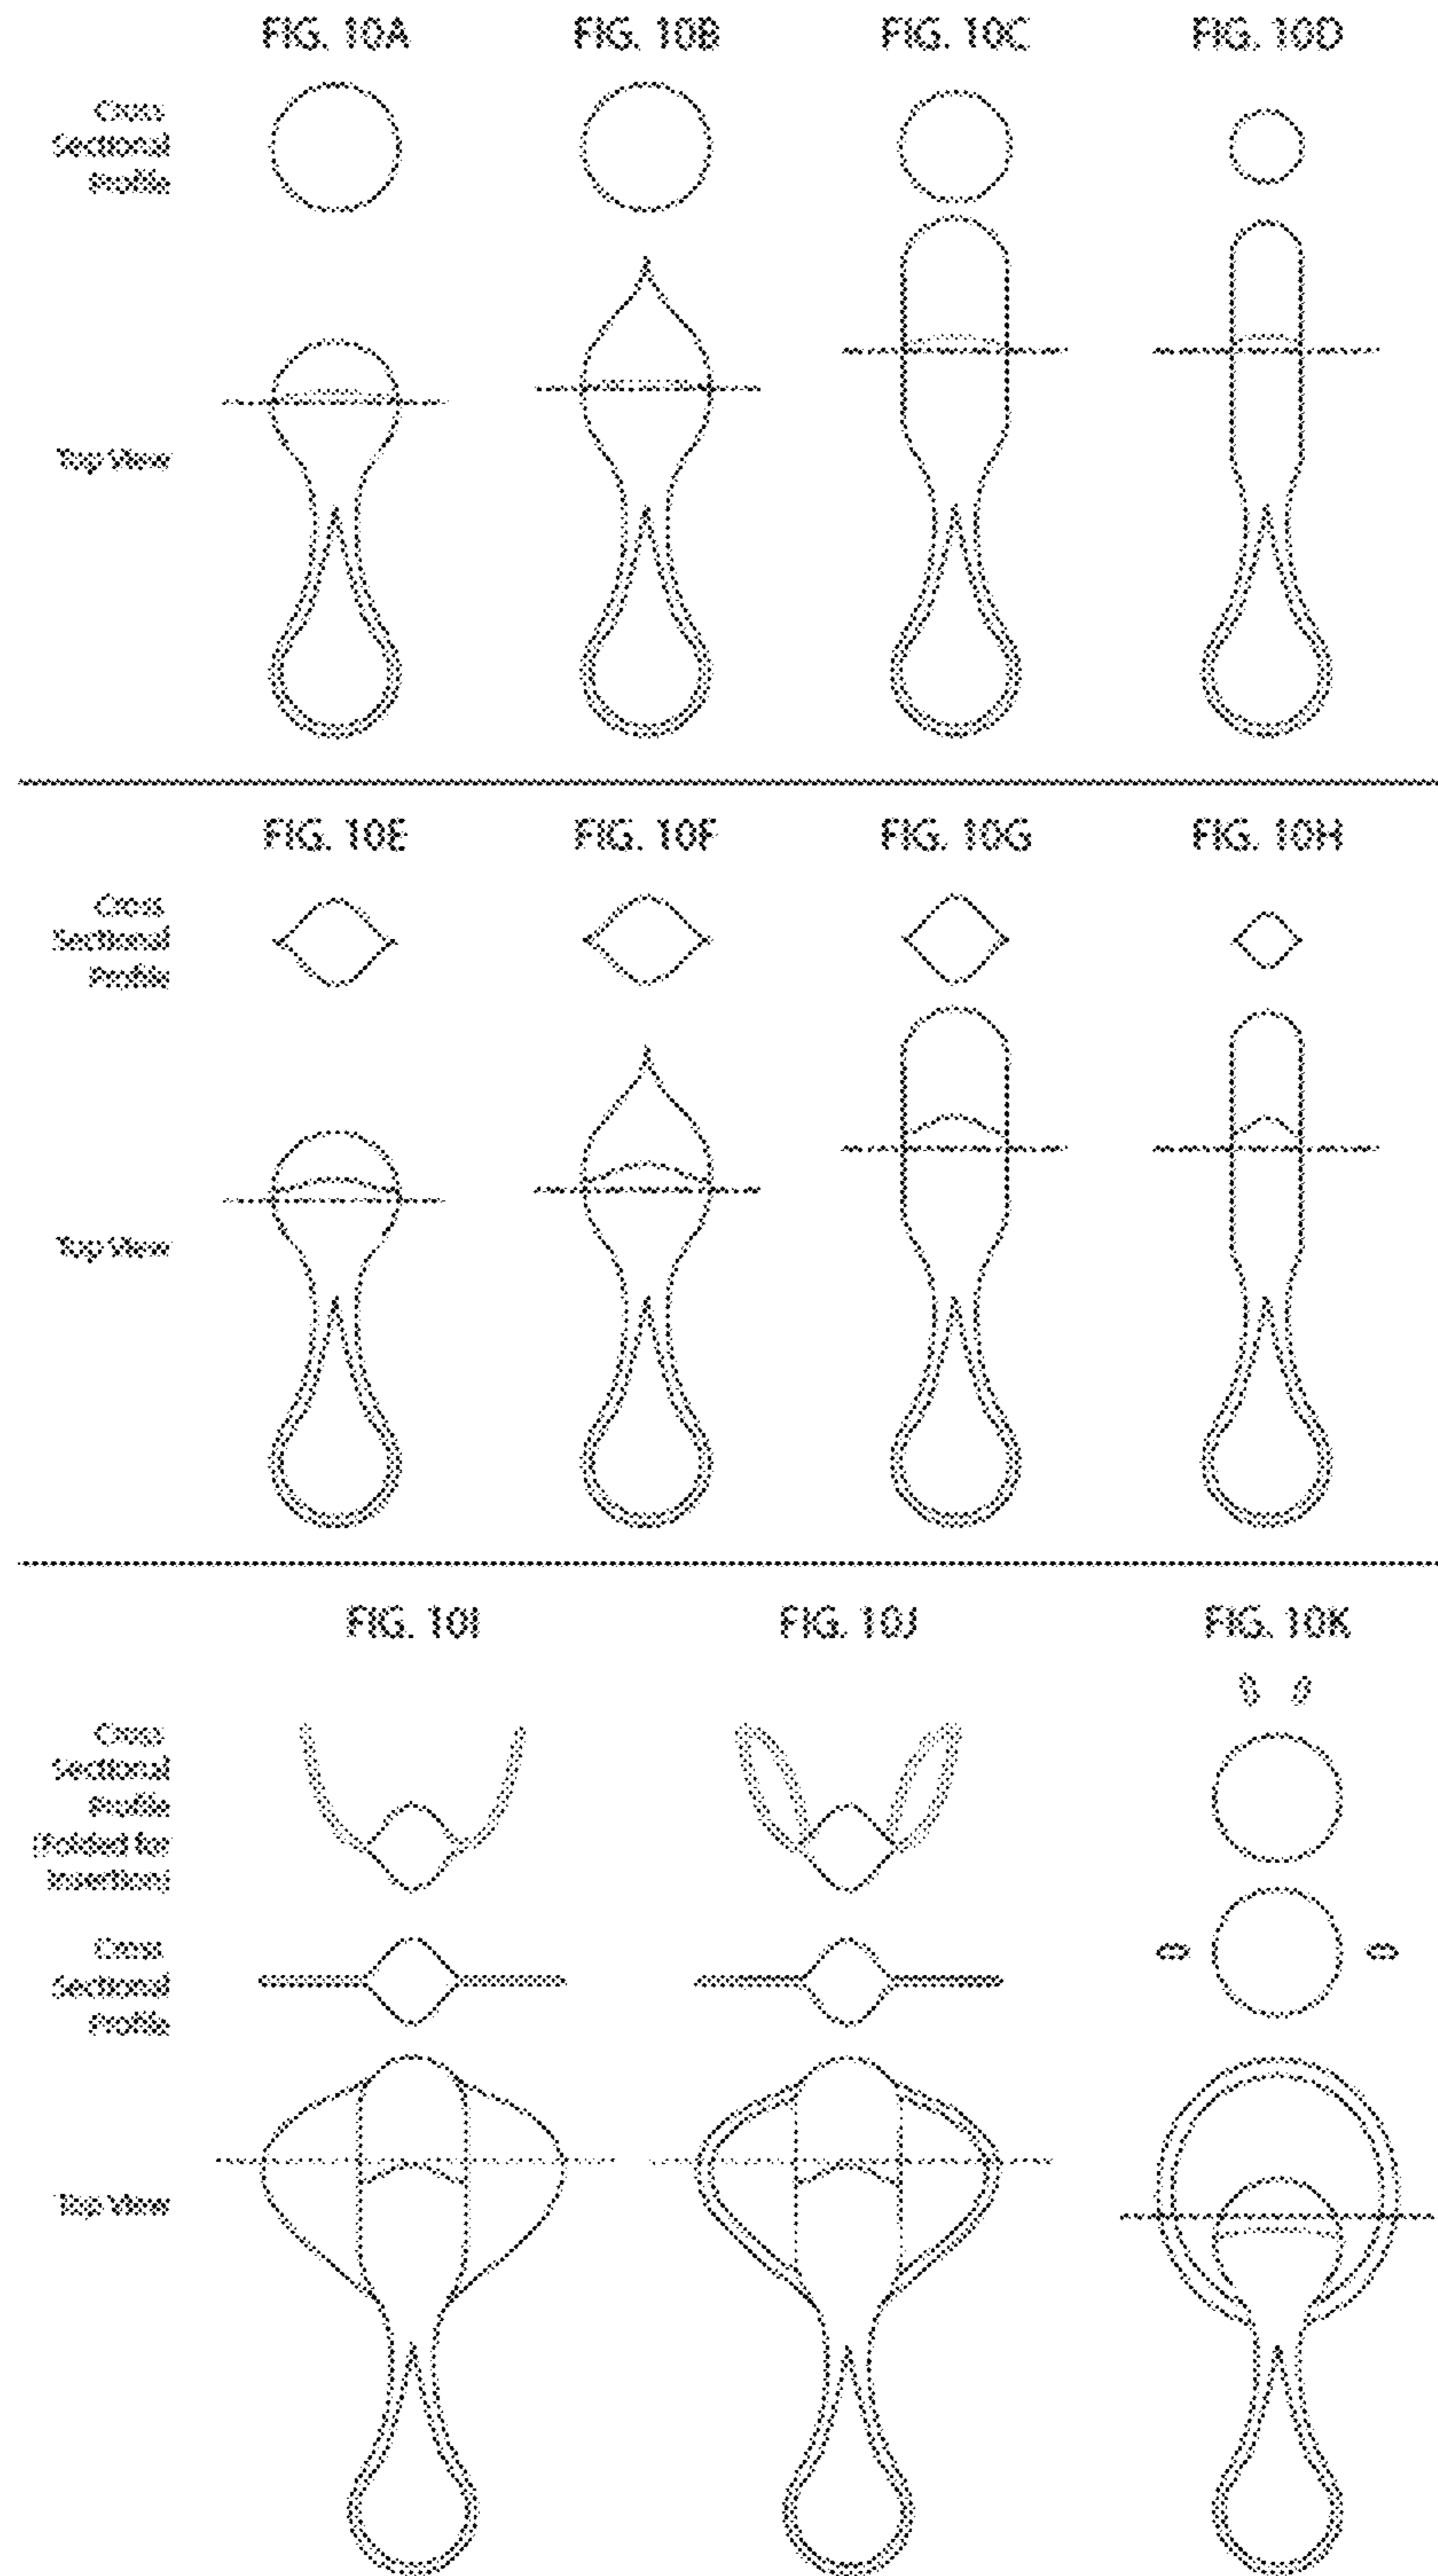 FIG. 10A FIG. 10B FIG. 10C FIG. 10D
Cross
Sectional
Profile
Top View
FIG. 10E FIG. 10F FIG. 10G FIG. 10H
Cross
Sectional
Profile
Top View
FIG. 10I FIG. 10J FIG. 10K
Cross
Sectional
Profile
(Folded for
Insertion)
Cross
Sectional
Profile
Top View